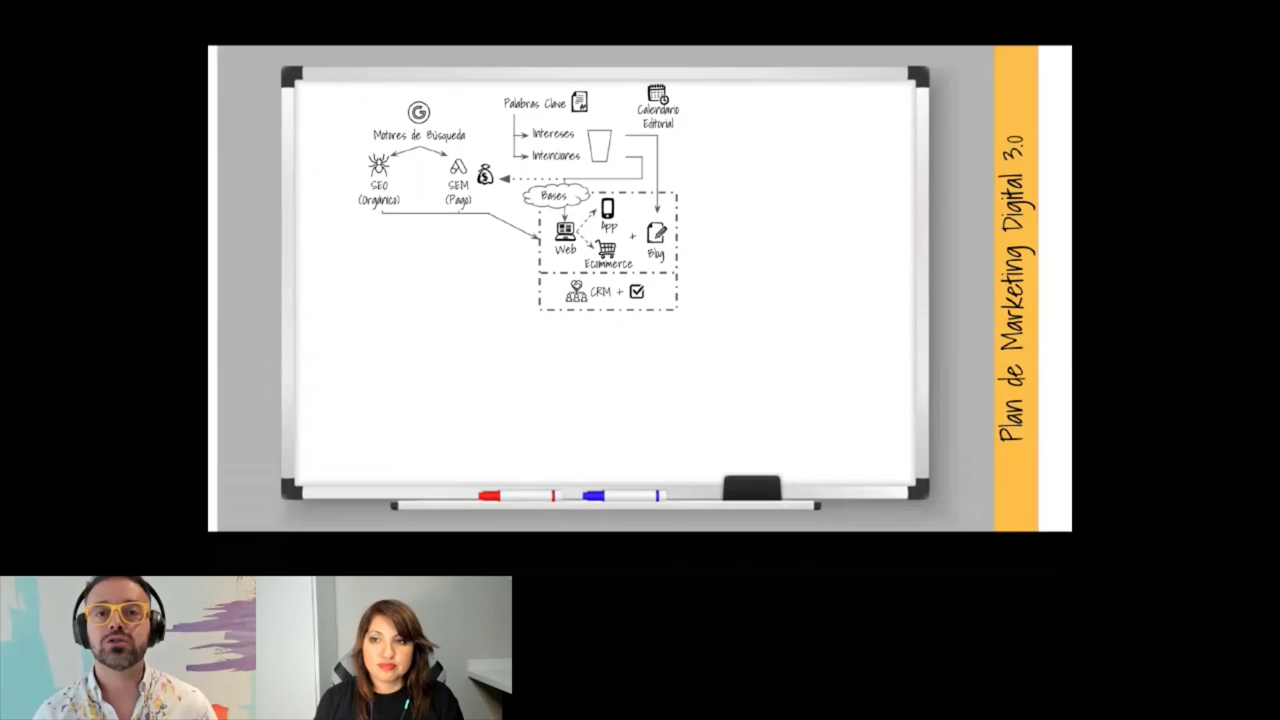 Motores de Búsqueda
SEO
(Orgánico)
SEM
(Pago)
Palabras Clave
Intereses
Intenciones
Calendario
Editorial
Bases
Web
App
Ecommerce
+
Blog
CRM +
Plan de Marketing Digital 3.0